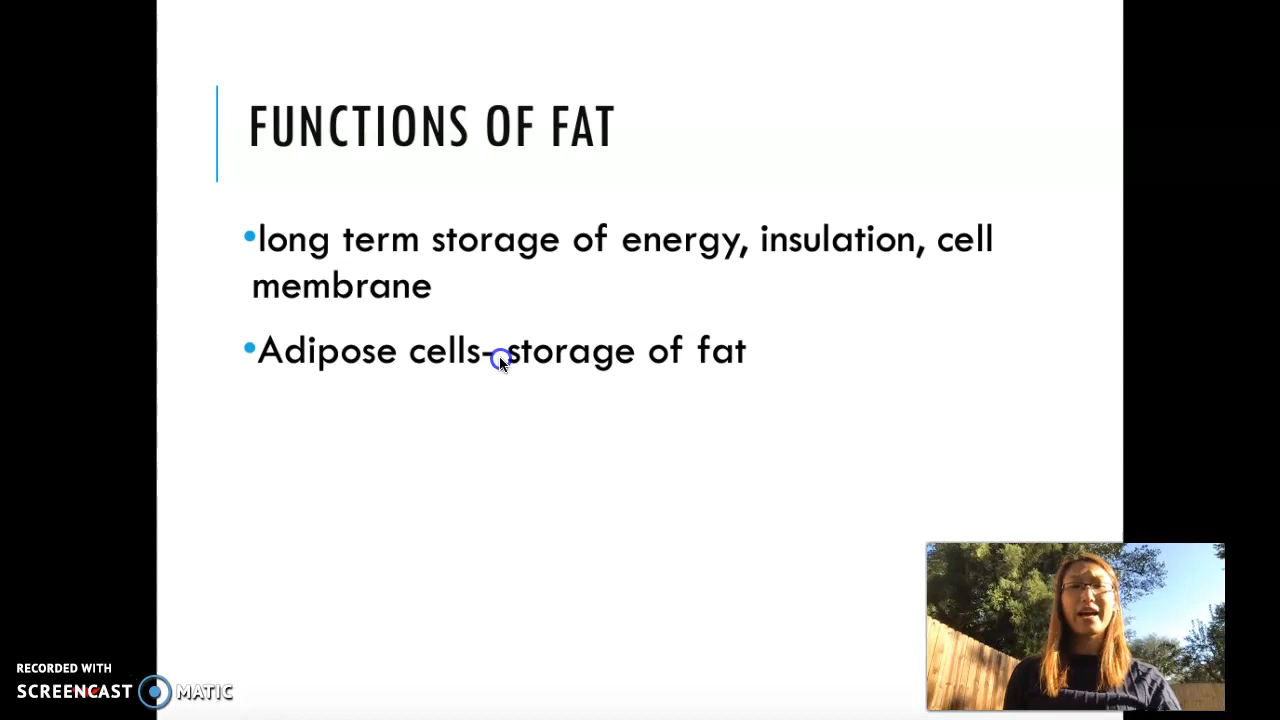 FUNCTIONS OF FAT
•long term storage of energy, insulation, cell
membrane
•Adipose cells- storage of fat
RECORDED WITH
SCREENCAST MATIC